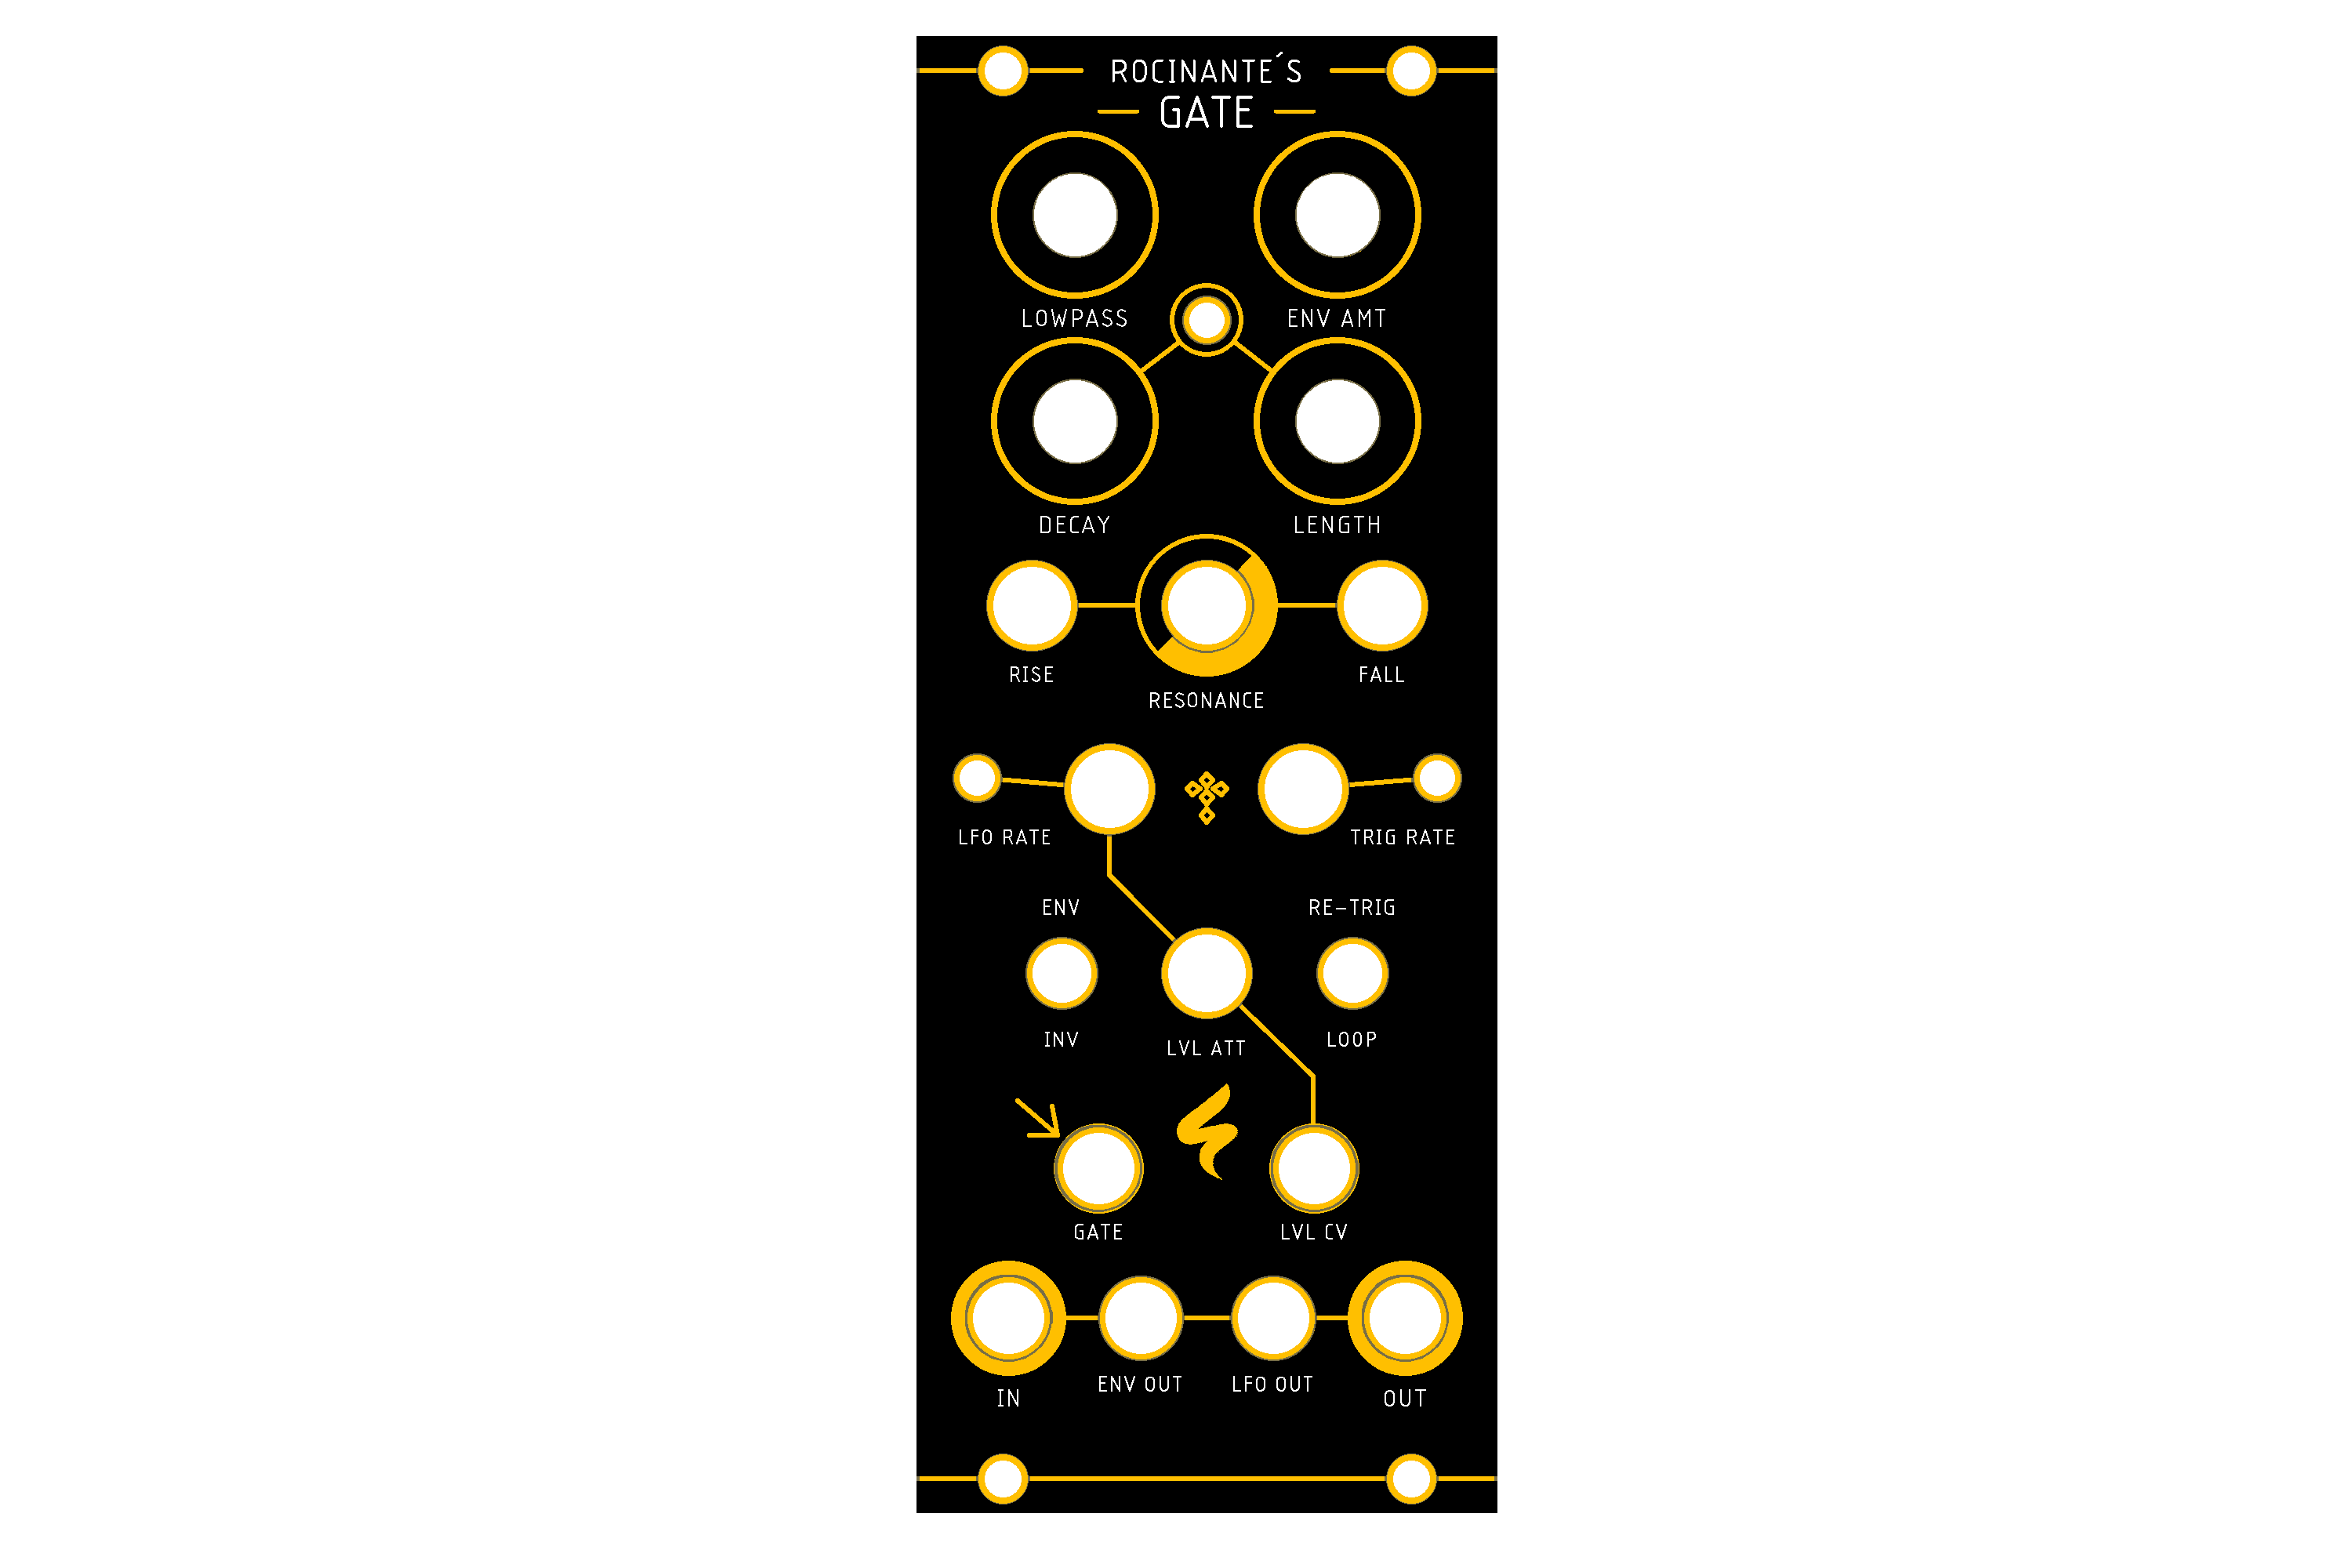 ROCINANTE´S
GATE
LOWPASS
ENV AMT
DECAY
LENGTH
RISE
FALL
RESONANCE
LFO RATE
TRIG RATE
ENV
RE-TRIG
INV
LVL ATT
LOOP
GATE
LVL CV
IN
ENV OUT
LFO OUT
OUT